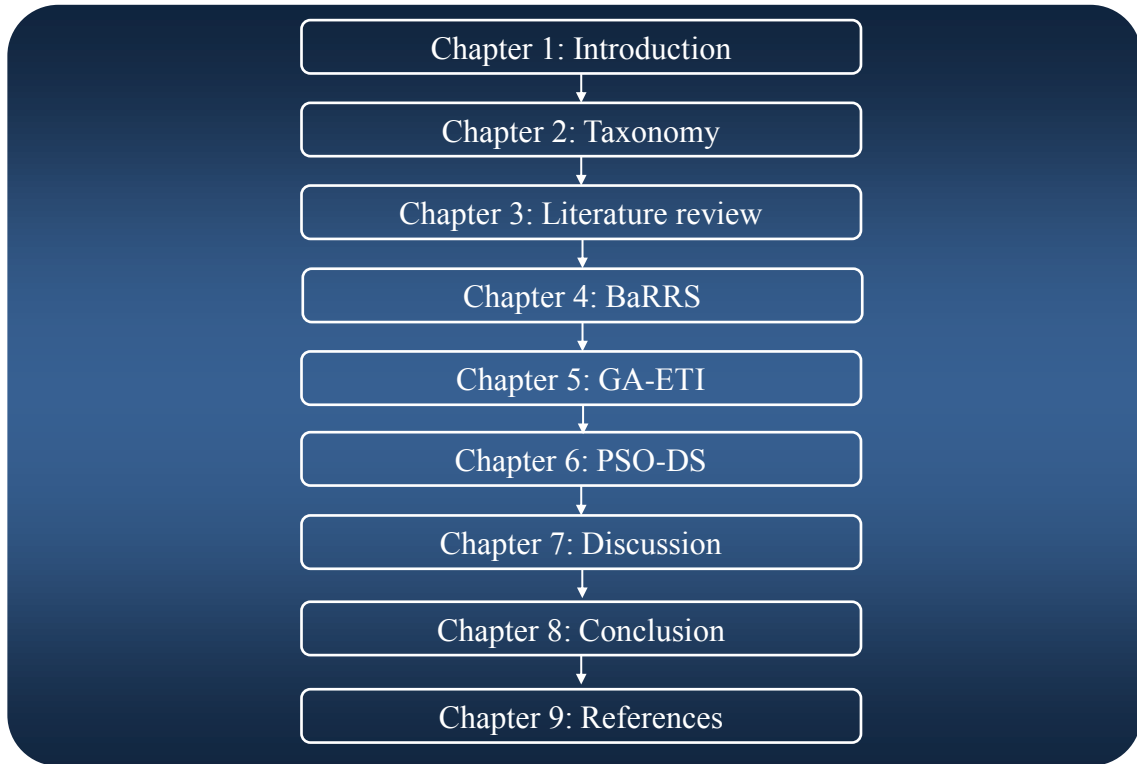 Chapter 1: Introduction
Chapter 2: Taxonomy
Chapter 3: Literature review
Chapter 4: BaRRS
Chapter 5: GA-ETI
Chapter 6: PSO-DS
Chapter 7: Discussion
Chapter 8: Conclusion
Chapter 9: References